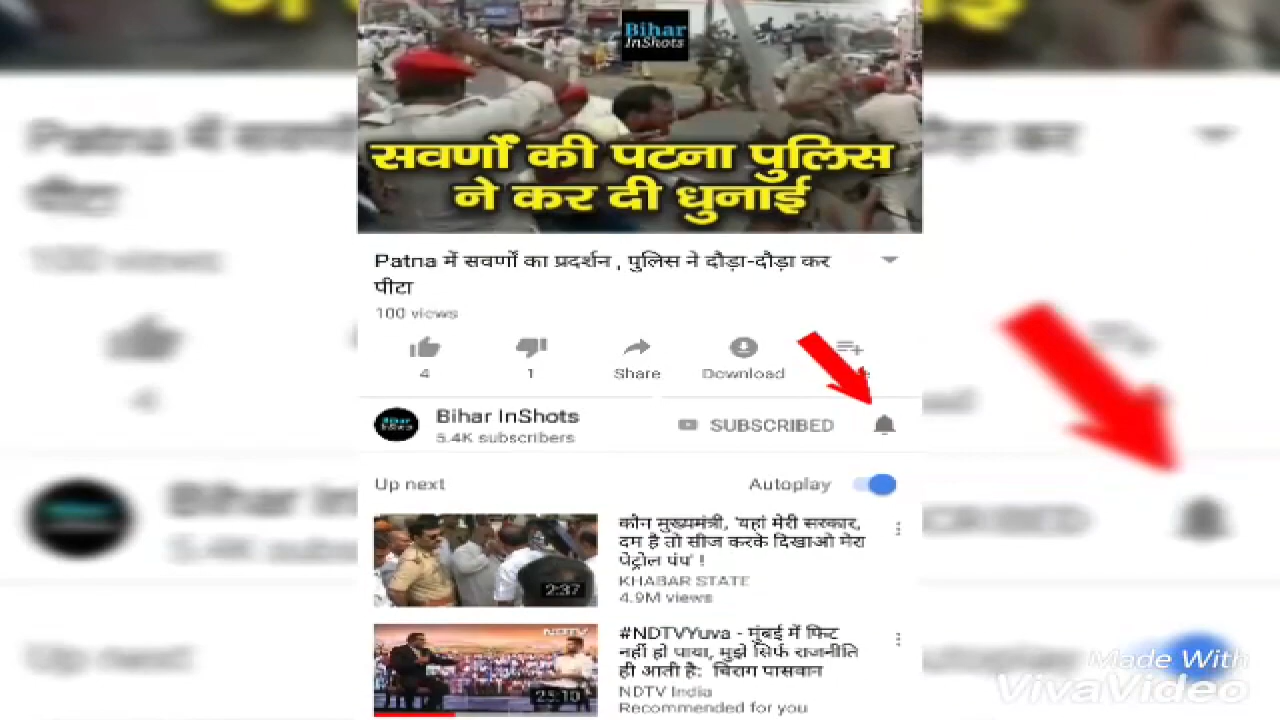 Bihar
InShots
सवर्णों की पटना पुलिस
ने कर दी धुनाई
Patna में सवर्णों का प्रदर्शन , पुलिस ने दौड़ा-दौड़ा कर
पीटा
100 views
4
1
Share
Download
Bihar InShots
5.4K subscribers
SUBSCRIBED
Up next
Autoplay
2:37
कौन मुख्यमंत्री, 'यहां मेरी सरकार,
दम है तो सीज करके दिखाओ मेरा
पेट्रोल पंप' !
KHABAR STATE
4.9M views
NDTV
23:10
#NDTVYuva - मुंबई में फिट
नहीं हो पाया, मुझे सिर्फ राजनीति
ही आती है: चिराग पासवान
NDTV India
Recommended for you
Made With
VivaVideo